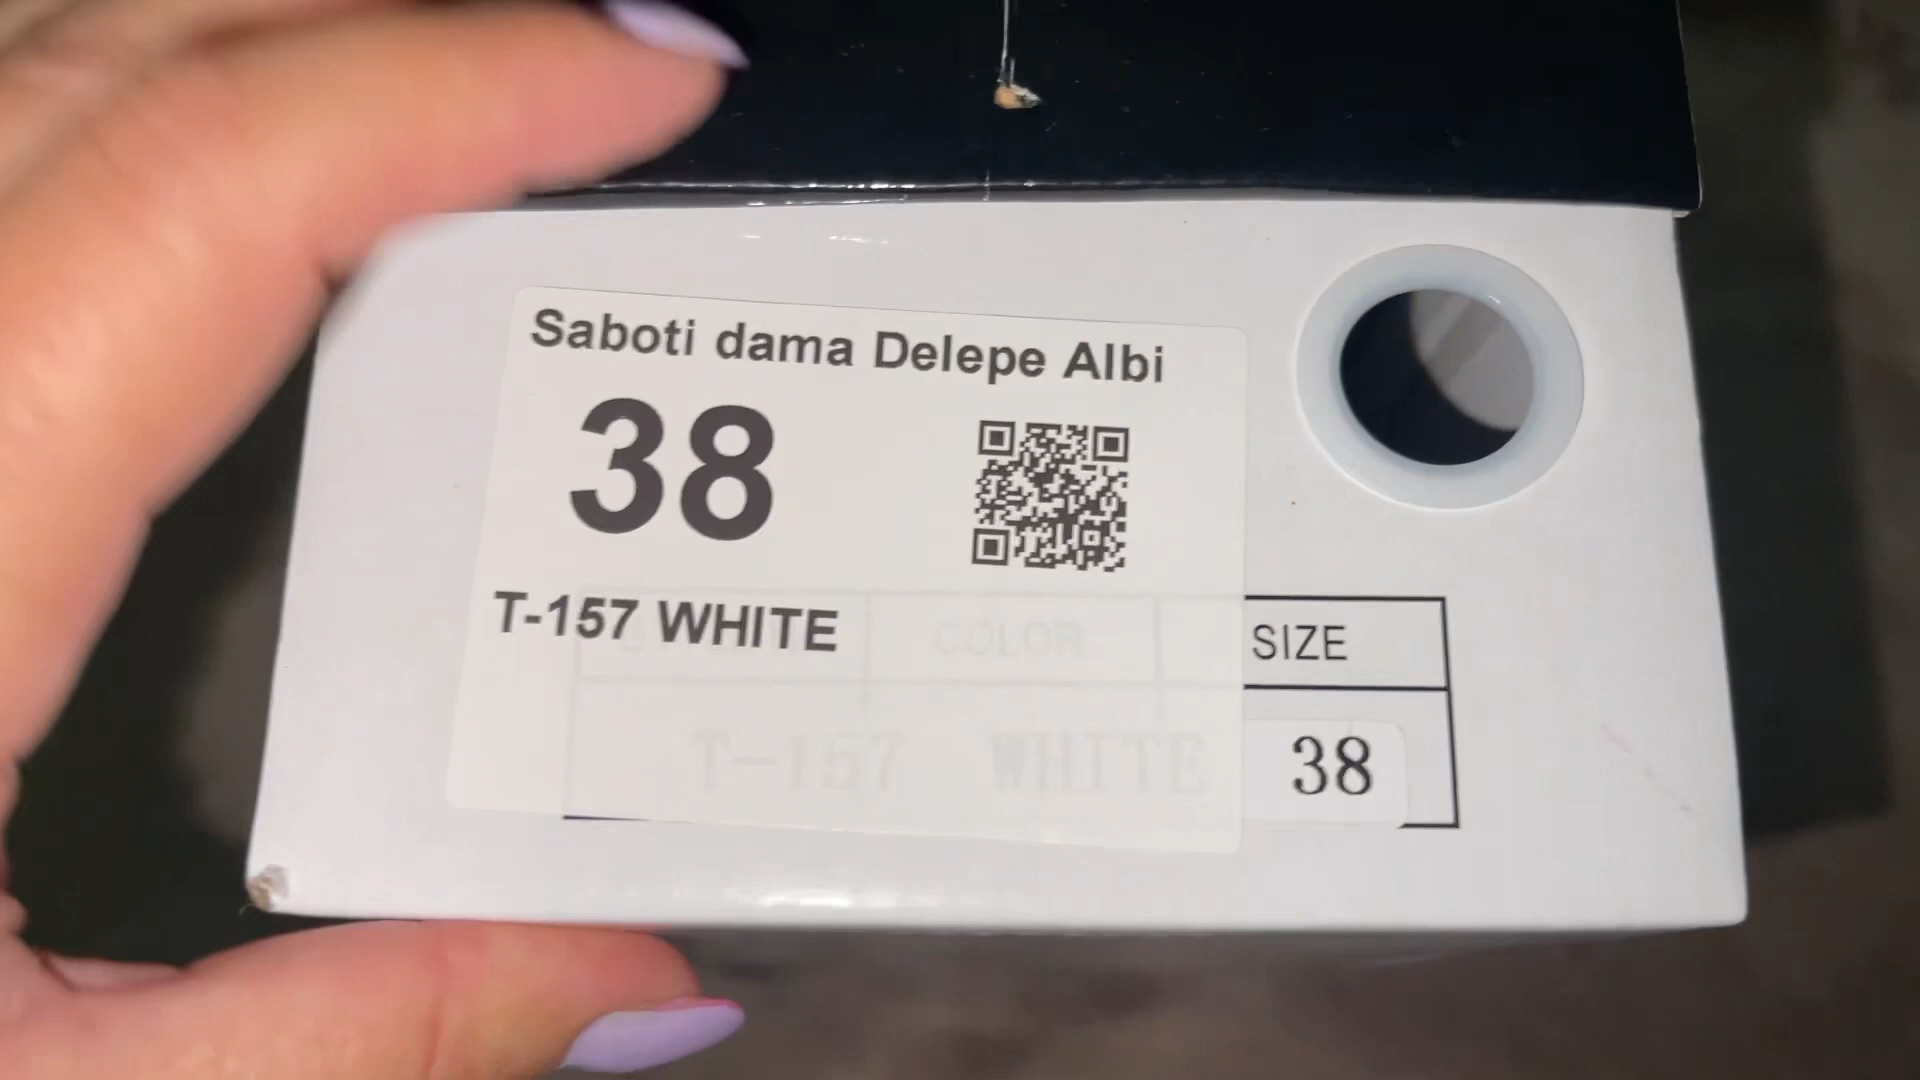 Saboti dama Delepe Albi
38
T-157 WHITE
COLOR SIZE
T-157 WHITE 38